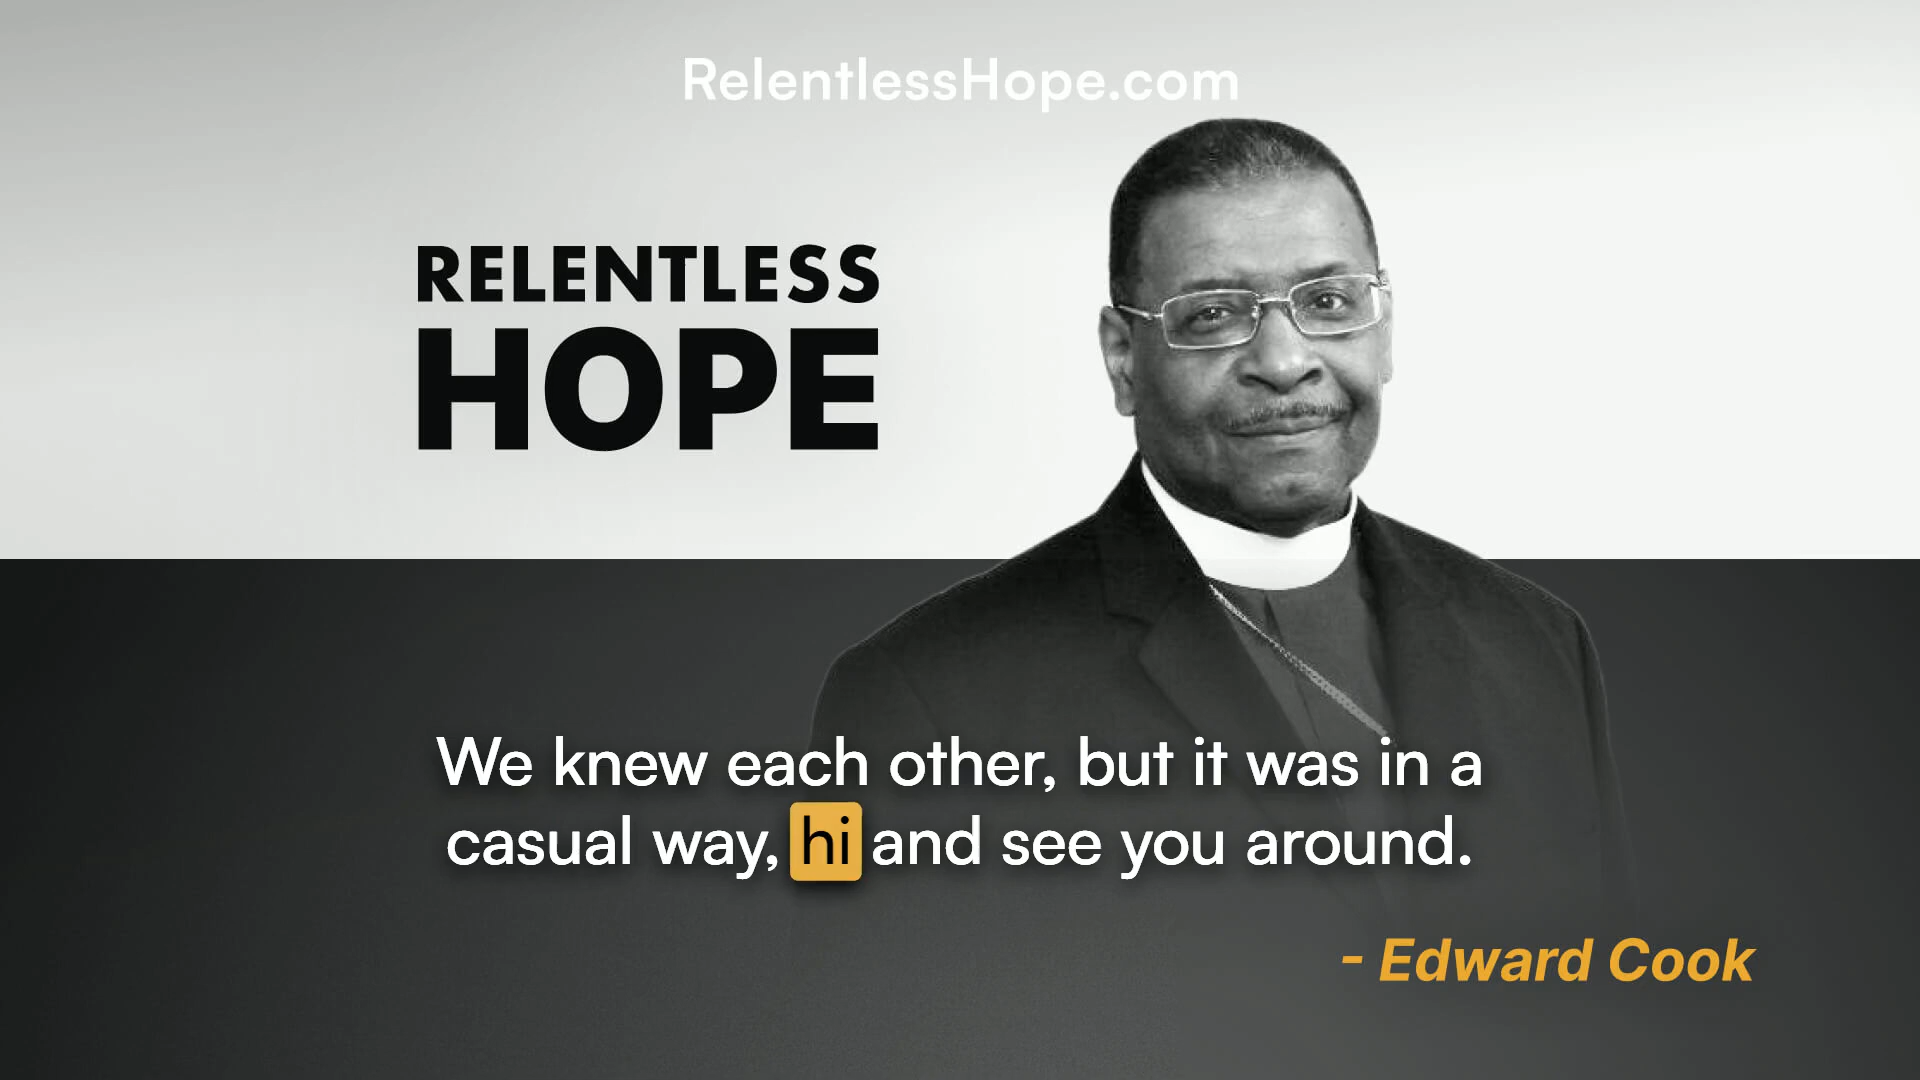 RelentlessHope.com
RELENTLESS
HOPE
We knew each other, but it was in a
casual way, hi and see you around.
- Edward Cook